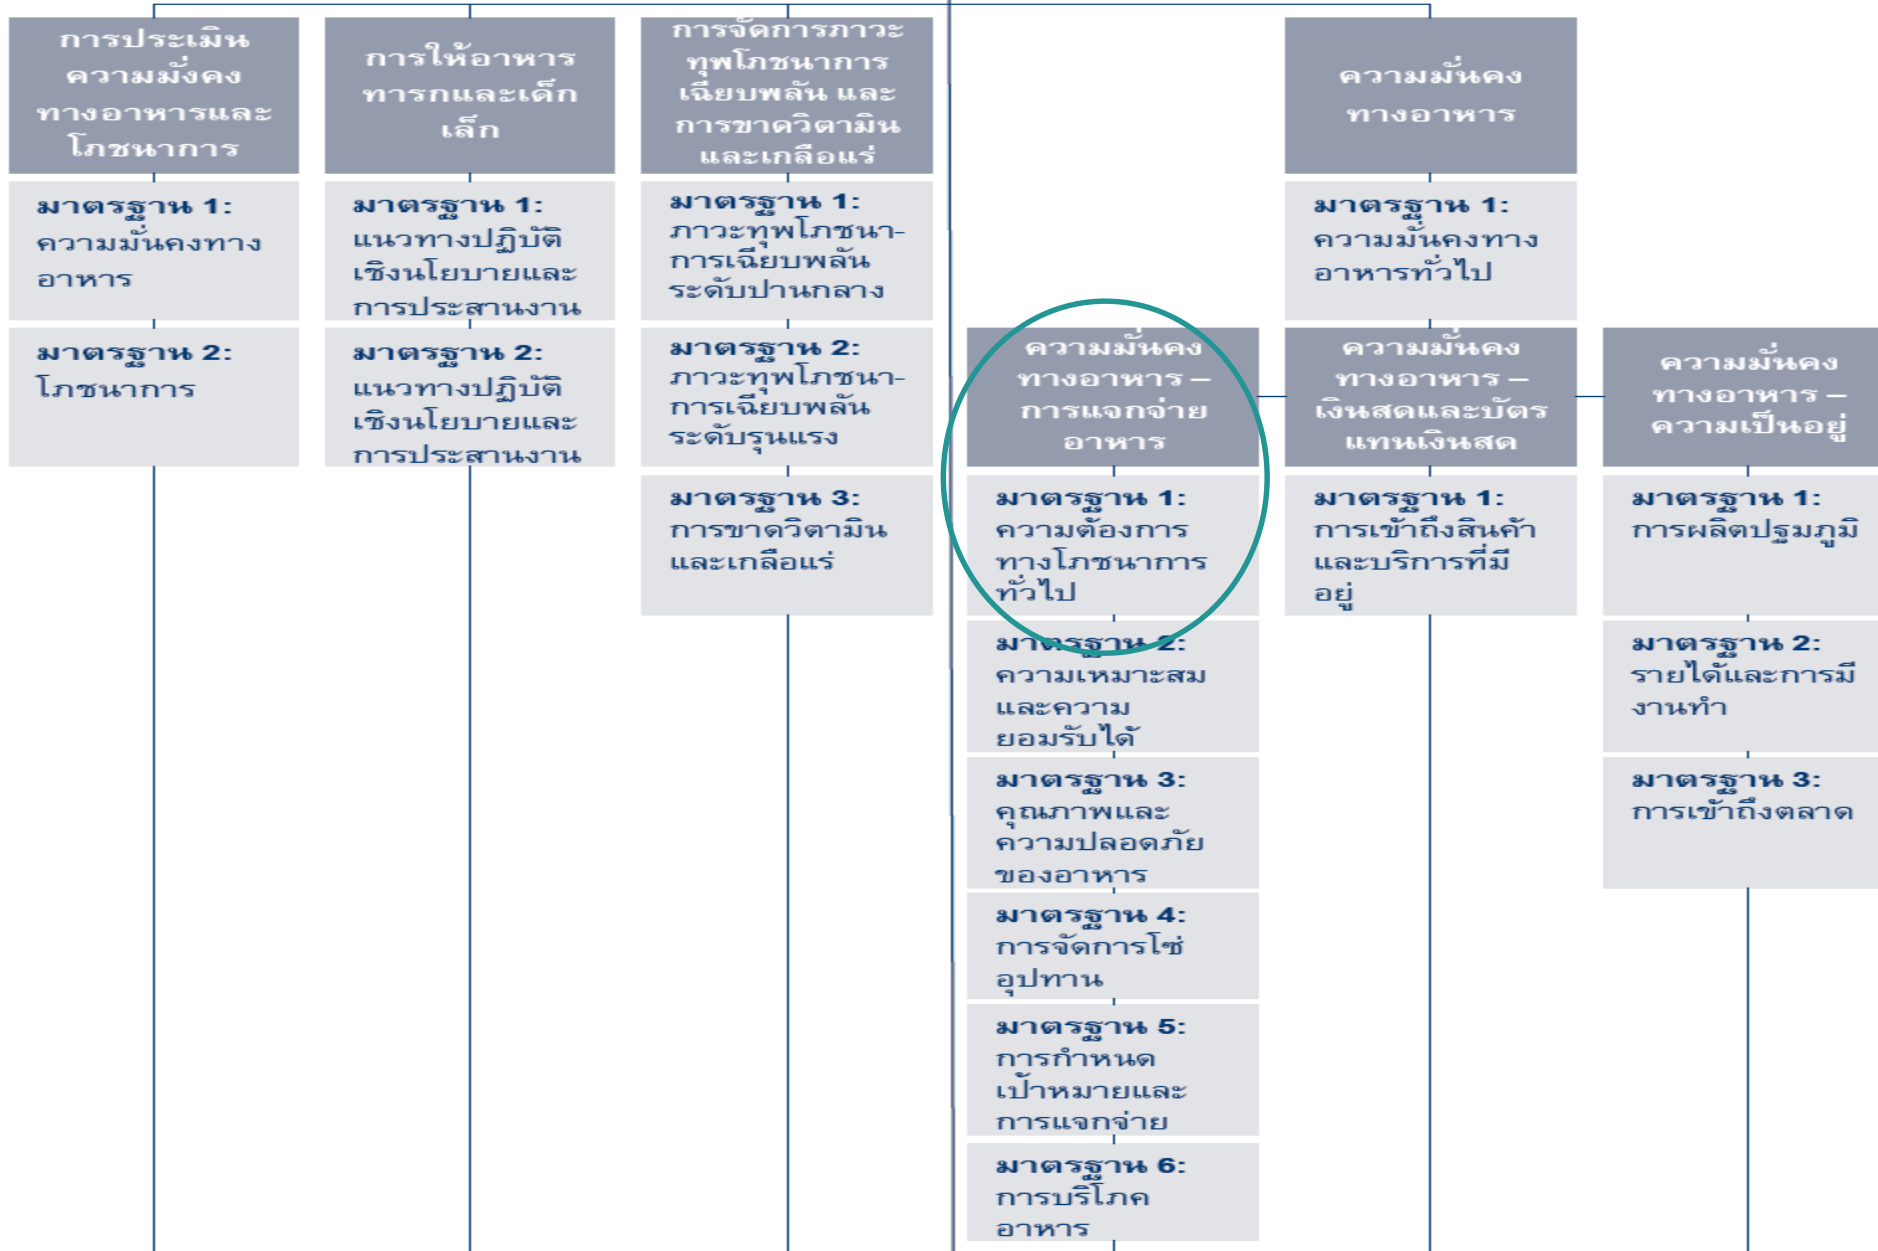 การประเมิน
ความมั่งคง
ทางอาหารและ
โภชนาการ
มาตรฐาน 1:
ความมั่นคงทาง
อาหาร
มาตรฐาน 2:
โภชนาการ
การให้อาหาร
ทารกและเด็ก
เล็ก
มาตรฐาน 1:
แนวทางปฏิบัติ
เชิงนโยบายและ
การประสานงาน
มาตรฐาน 2:
แนวทางปฏิบัติ
เชิงนโยบายและ
การประสานงาน
การจัดการภาวะ
ทุพโภชนาการ
เฉียบพลัน และ
การขาดวิตามิน
และเกลือแร่
มาตรฐาน 1:
ภาวะทุพโภชนา-
การเฉียบพลัน
ระดับปานกลาง
มาตรฐาน 2:
ภาวะทุพโภชนา-
การเฉียบพลัน
ระดับรุนแรง
มาตรฐาน 3:
การขาดวิตามิน
และเกลือแร่
ความมั่นคง
ทางอาหาร
มาตรฐาน 1:
ความมั่นคงทาง
อาหารทั่วไป
ความมั่นคง
ทางอาหาร –
การแจกจ่าย
อาหาร
มาตรฐาน 1:
ความต้องการ
ทางโภชนาการ
ทั่วไป
มาตรฐาน 2:
ความเหมาะสม
และความ
ยอมรับได้
มาตรฐาน 3:
คุณภาพและ
ความปลอดภัย
ของอาหาร
มาตรฐาน 4:
การจัดการโซ่
อุปทาน
มาตรฐาน 5:
การกำหนด
เป้าหมายและ
การแจกจ่าย
มาตรฐาน 6:
การบริโภค
อาหาร
ความมั่นคง
ทางอาหาร –
เงินสดและบัตร
แทนเงินสด
มาตรฐาน 1:
การเข้าถึงสินค้า
และบริการที่มี
อยู่
ความมั่นคง
ทางอาหาร –
ความเป็นอยู่
มาตรฐาน 1:
การผลิตปฐมภูมิ
มาตรฐาน 2:
รายได้และการมี
งานทำ
มาตรฐาน 3:
การเข้าถึงตลาด